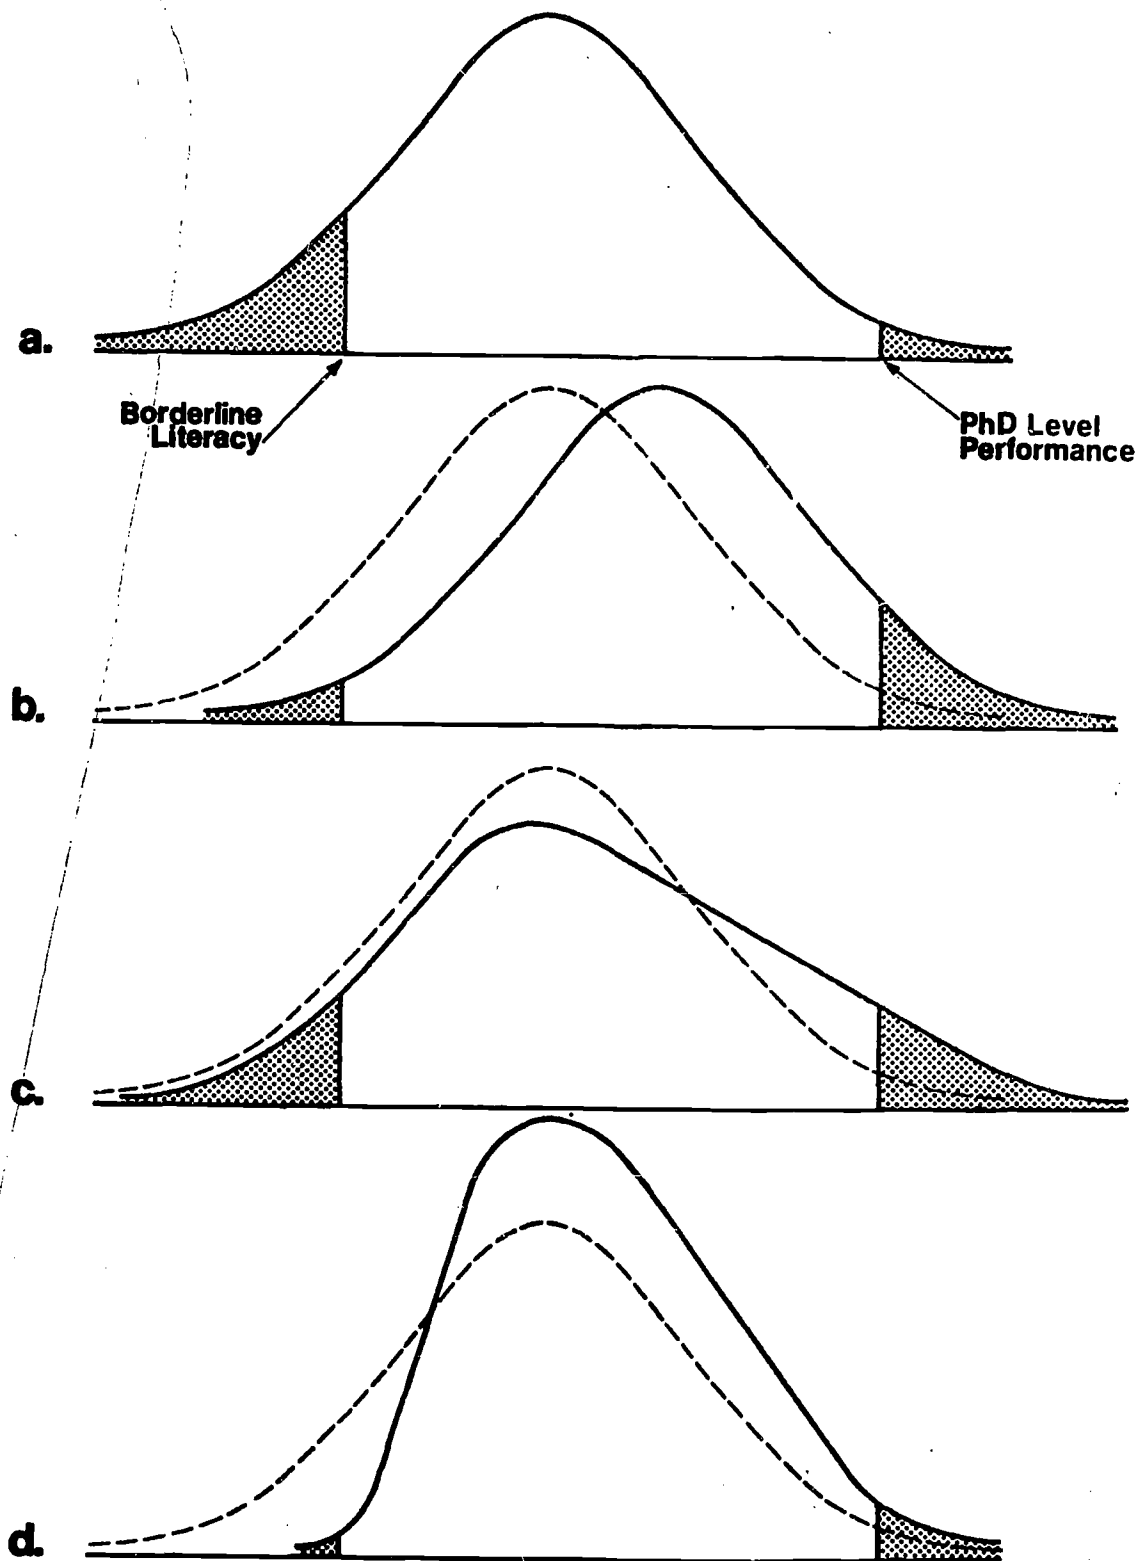 a.
Borderline
Literacy
PhD Level
Performance
b.
c.
d.